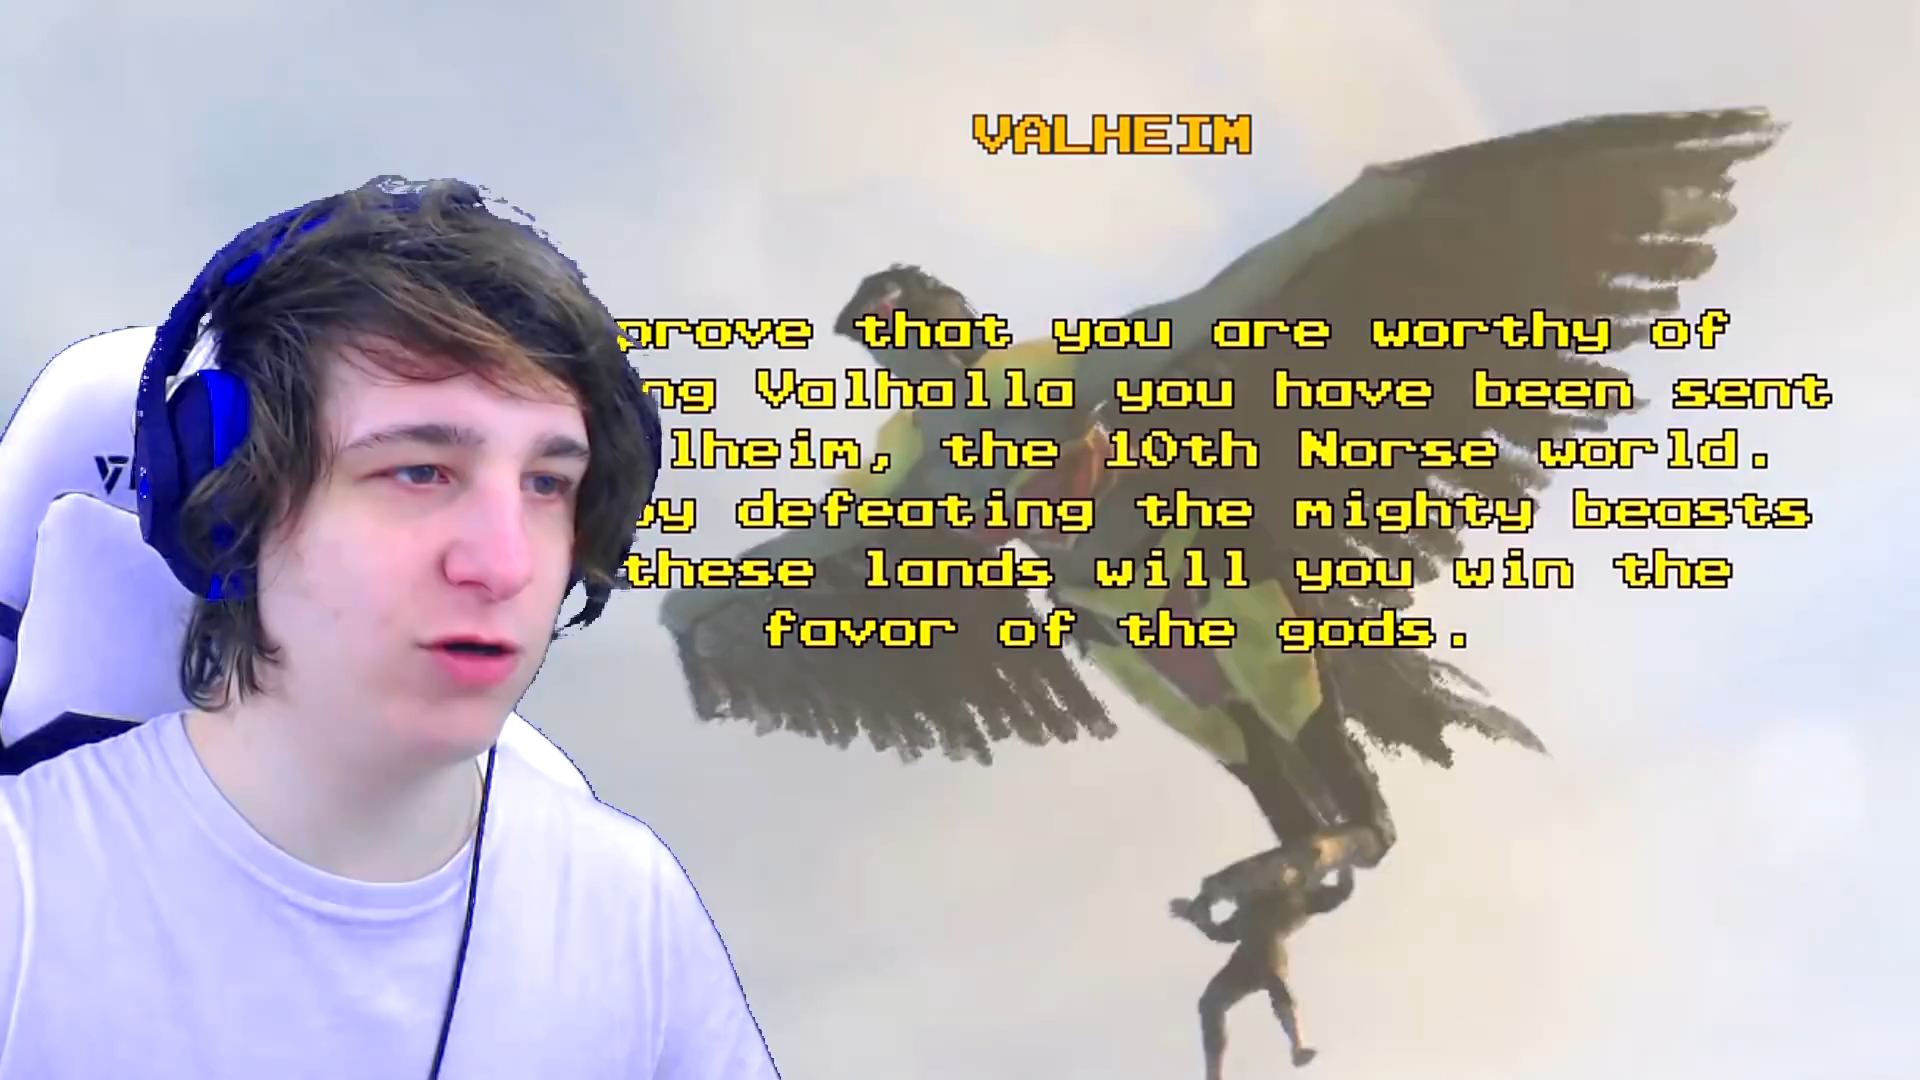 VALHEIM
prove that you are worthy of
Valhalla you have been sent
the 10th Norse world.
defeating the mighty beasts
these lands will you win the
favor of the gods.